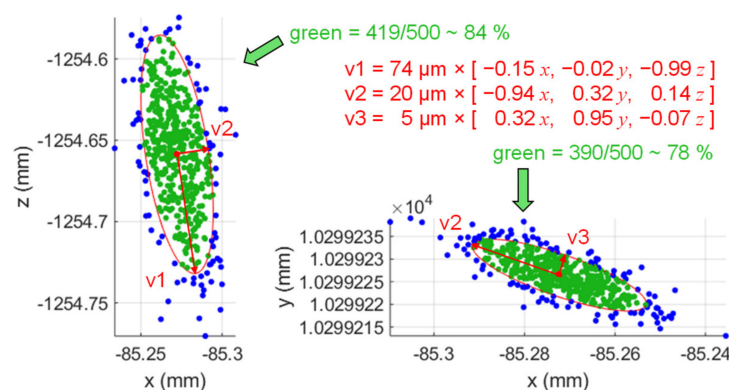 green = 419/500 ~ 84 %
v1 = 74 µm × [ −0.15 x, −0.02 y, −0.99 z ]
v2 = 20 µm × [ −0.94 x, 0.32 y, 0.14 z ]
v3 = 5 µm × [ 0.32 x, 0.95 y, −0.07 z ]
green = 390/500 ~ 78 %
-1254.6
-1254.65
-1254.7
-1254.75
z (mm)
v2
v1
-85.25
-85.3
x (mm)
×10⁴
v2
v3
1.0299235
1.029923
1.0299225
1.029922
1.0299215
y (mm)
-85.3
-85.28
-85.26
-85.24
x (mm)